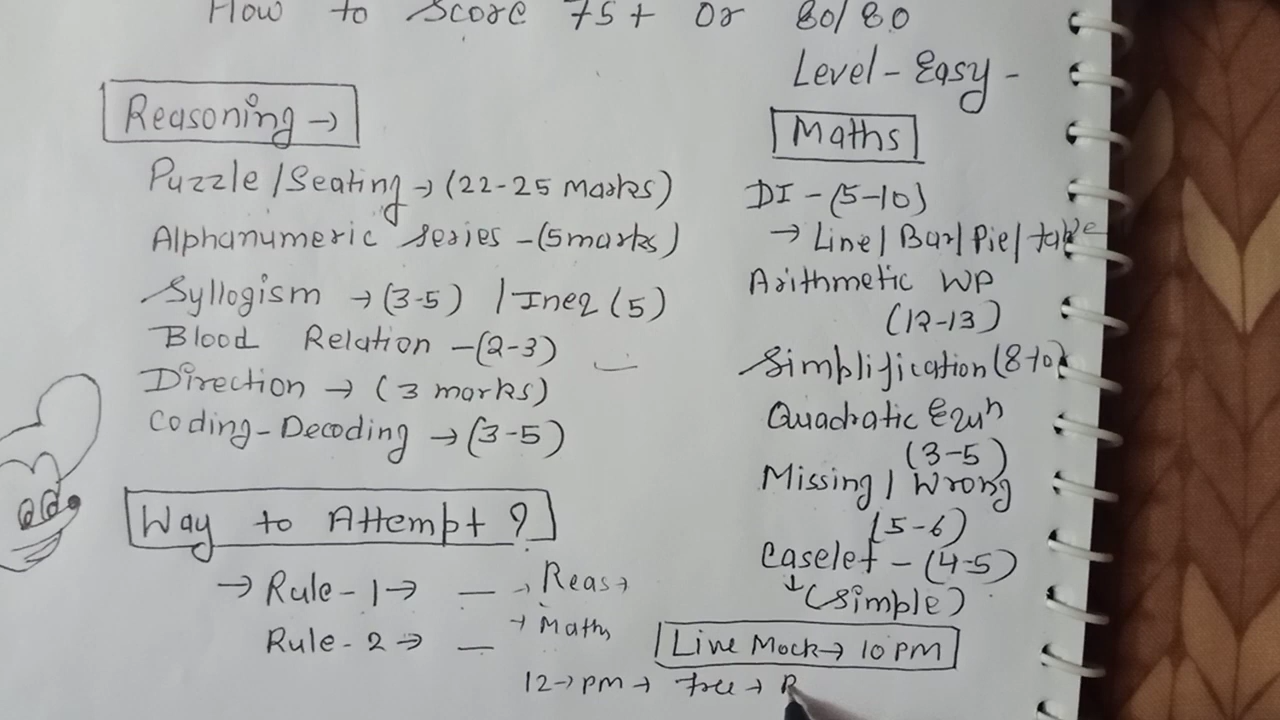 How to Score 75+ Or 80/80
Level - Easy -
Reasoning →
Puzzle/Seating → (22-25 Marks)
Alphanumeric Series - (5 marks)
Syllogism → (3-5) / Ineq (5)
Blood Relation - (2-3)
Direction → (3 marks)
Coding-Decoding → (3-5)
Way to Attempt ?
→ Rule - 1 → — → Reas →
Rule - 2 → — → Maths
Maths
DI - (5-10)
→ Line/Bar/Pie/table
Arithmetic WP
(12-13)
Simplification (8 to
Quadratic Equn
(3-5)
Missing / Wrong
(5-6)
Caselet - (4-5)
↓ (Simple)
Live Mock → 10 PM
12 → pm → free →